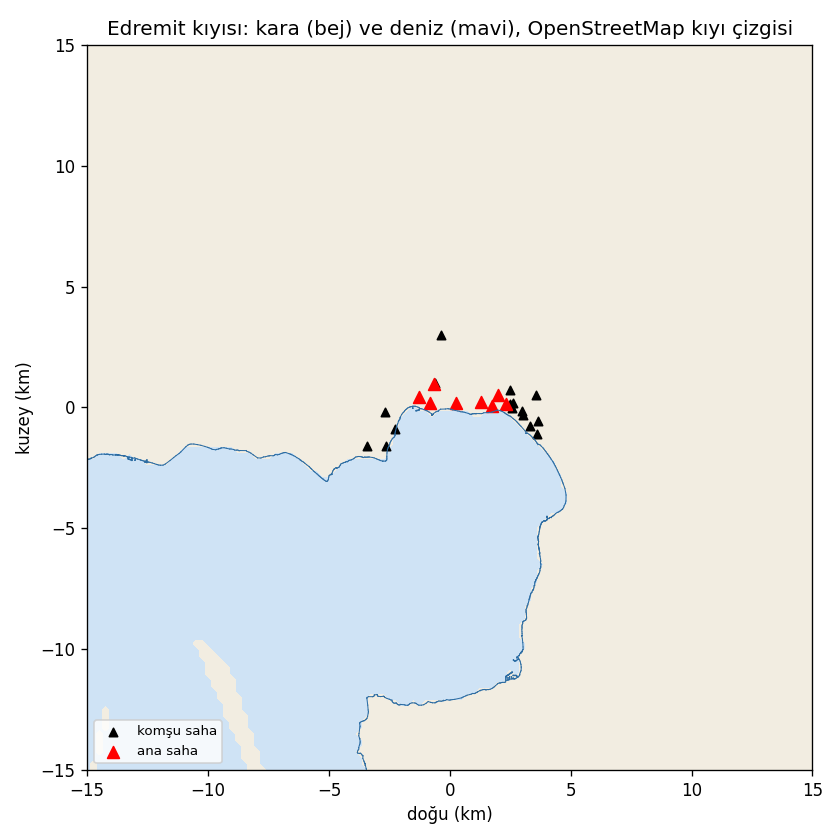 Edremit kıyısı: kara (bej) ve deniz (mavi), OpenStreetMap kıyı çizgisi
15
10
5
0
−5
−10
−15
kuzey (km)
komşu saha
ana saha
−15
−10
−5
0
5
10
15
doğu (km)